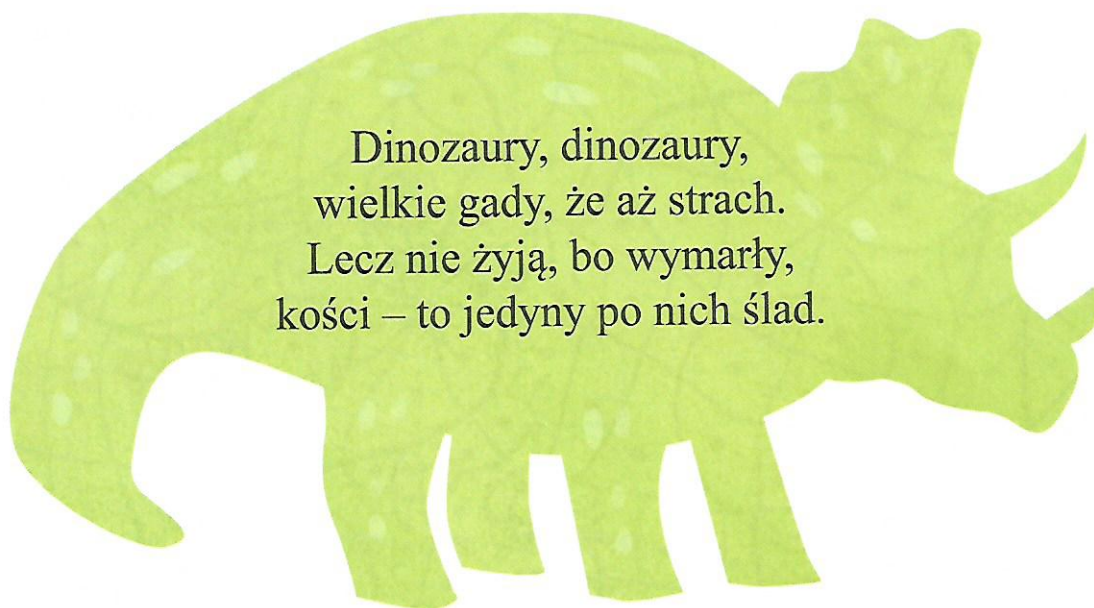 Dinozaury, dinozaury,
wielkie gady, że aż strach.
Lecz nie żyją, bo wymarły,
kości – to jedyny po nich ślad.